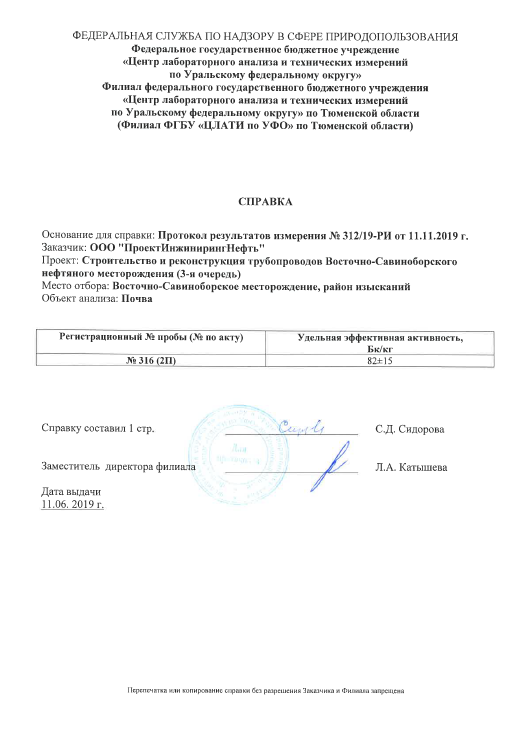 ФЕДЕРАЛЬНАЯ СЛУЖБА ПО НАДЗОРУ В СФЕРЕ ПРИРОДОПОЛЬЗОВАНИЯ
Федеральное государственное бюджетное учреждение
«Центр лабораторного анализа и технических измерений
по Уральскому федеральному округу»
Филиал федерального государственного бюджетного учреждения
«Центр лабораторного анализа и технических измерений
по Уральскому федеральному округу» по Тюменской области
(Филиал ФГБУ «ЦЛАТИ по УФО» по Тюменской области)
СПРАВКА
Основание для справки: Протокол результатов измерения № 312/19-РИ от 11.11.2019 г.
Заказчик: ООО "ПроектИнжинирингНефть"
Проект: Строительство и реконструкция трубопроводов Восточно-Савиноборского
нефтяного месторождения (3-я очередь)
Место отбора: Восточно-Савиноборское месторождение, район изысканий
Объект анализа: Почва
Регистрационный № пробы (№ по акту)
Удельная эффективная активность,
Бк/кг
№ 316 (2П)
82±15
Справку составил 1 стр.
С.Д. Сидорова
Заместитель директора филиала
Л.А. Катышева
Дата выдачи
11.06. 2019 г.
Перепечатка или копирование справки без разрешения Заказчика и Филиала запрещена